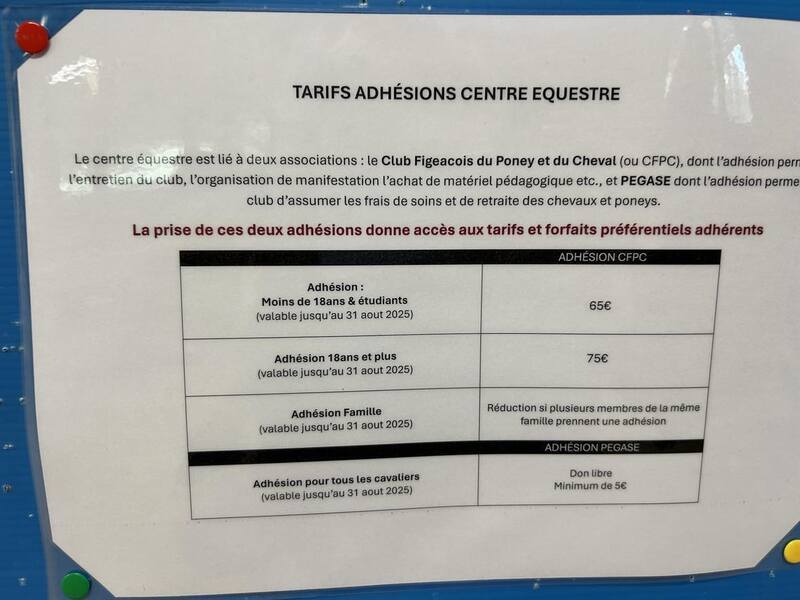 TARIFS ADHÉSIONS CENTRE EQUESTRE
Le centre équestre est lié à deux associations : le Club Figeacois du Poney et du Cheval (ou CFPC), dont l'adhésion perm
l'entretien du club, l'organisation de manifestation l'achat de matériel pédagogique etc., et PEGASE dont l'adhésion perme
club d'assumer les frais de soins et de retraite des chevaux et poneys.
La prise de ces deux adhésions donne accès aux tarifs et forfaits préférentiels adhérents
ADHÉSION CFPC
Adhésion :
Moins de 18ans & étudiants
(valable jusqu'au 31 aout 2025)
65€
Adhésion 18ans et plus
(valable jusqu'au 31 aout 2025)
75€
Adhésion Famille
(valable jusqu'au 31 aout 2025)
Réduction si plusieurs membres de la même
famille prennent une adhésion
ADHÉSION PEGASE
Adhésion pour tous les cavaliers
(valable jusqu'au 31 aout 2025)
Don libre
Minimum de 5€